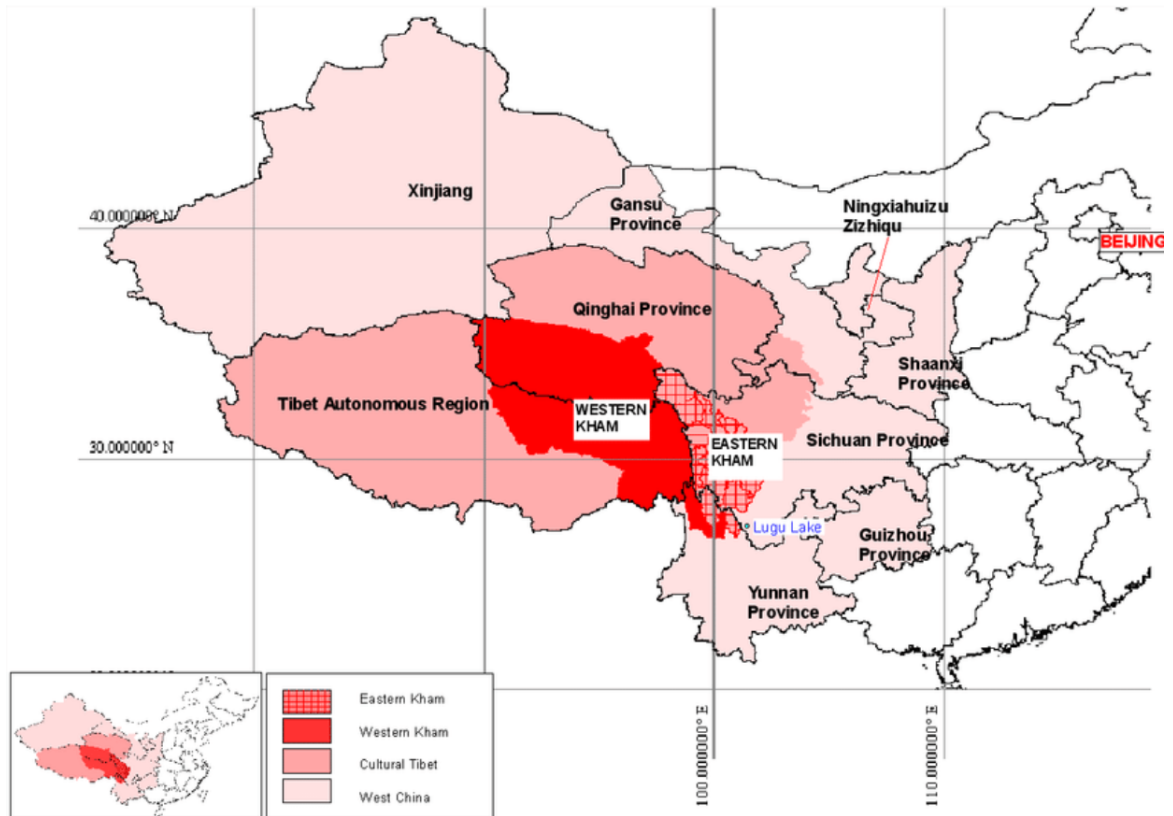 Xinjiang
Gansu
Province
Ningxiahuizu
Zizhiqu
40.000000° N
BEIJING
Qinghai Province
Shaanxi
Province
Tibet Autonomous Region
WESTERN
KHAM
EASTERN
KHAM
Sichuan Province
30.000000° N
Lugu Lake
Guizhou
Province
Yunnan
Province
Eastern Kham
Western Kham
Cultural Tibet
West China
100.0000000° E
110.0000000° E